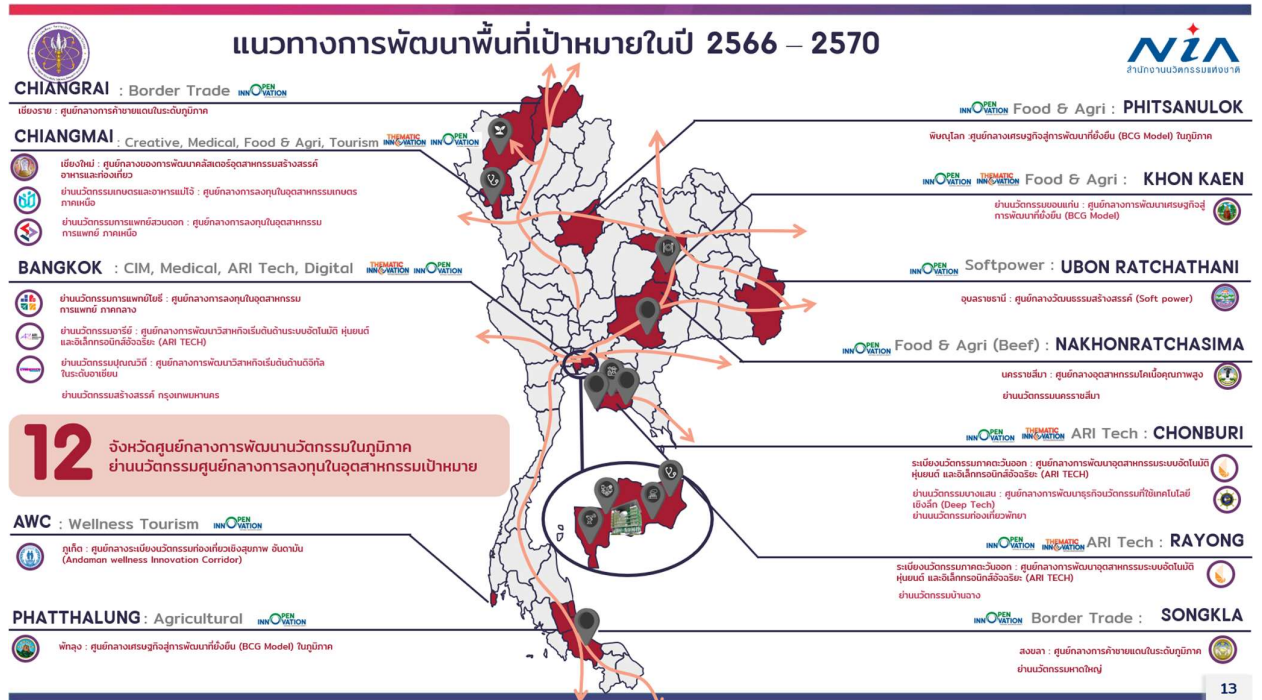 แนวทางการพัฒนาพื้นที่เป้าหมายในปี 2566 – 2570
NIA
สำนักงานนวัตกรรมแห่งชาติ
CHIANGRAI : Border Trade OPEN INNOVATION
เชียงราย : ศูนย์กลางการค้าชายแดนในระดับภูมิภาค
CHIANGMAI : Creative, Medical, Food & Agri, Tourism THEMATIC INNOVATION OPEN INNOVATION
เชียงใหม่ : ศูนย์กลางของการพัฒนาคลัสเตอร์อุตสาหกรรมสร้างสรรค์
อาหารและท่องเที่ยว
ย่านนวัตกรรมเกษตรและอาหารแม่โจ้ : ศูนย์กลางการลงทุนในอุตสาหกรรมเกษตร
ภาคเหนือ
ย่านนวัตกรรมการแพทย์สวนดอก : ศูนย์กลางการลงทุนในอุตสาหกรรม
การแพทย์ ภาคเหนือ
BANGKOK : CIM, Medical, ARI Tech, Digital THEMATIC INNOVATION OPEN INNOVATION
ย่านนวัตกรรมการแพทย์โยธี : ศูนย์กลางการลงทุนในอุตสาหกรรม
การแพทย์ ภาคกลาง
ย่านนวัตกรรมอารีย์ : ศูนย์กลางการพัฒนาวิสาหกิจเริ่มต้นด้านระบบอัตโนมัติ หุ่นยนต์
และอิเล็กทรอนิกส์อัจฉริยะ (ARI TECH)
ย่านนวัตกรรมปุณณวิถี : ศูนย์กลางการพัฒนาวิสาหกิจเริ่มต้นด้านดิจิทัล
ในระดับอาเซียน
ย่านนวัตกรรมสร้างสรรค์ กรุงเทพมหานคร
12
จังหวัดศูนย์กลางการพัฒนานวัตกรรมในภูมิภาค
ย่านนวัตกรรมศูนย์กลางการลงทุนในอุตสาหกรรมเป้าหมาย
AWC : Wellness Tourism OPEN INNOVATION
ภูเก็ต : ศูนย์กลางระเบียงนวัตกรรมท่องเที่ยวเชิงสุขภาพ อันดามัน
(Andaman wellness Innovation Corridor)
PHATTHALUNG : Agricultural OPEN INNOVATION
พัทลุง : ศูนย์กลางเศรษฐกิจสู่การพัฒนาที่ยั่งยืน (BCG Model) ในภูมิภาค
OPEN INNOVATION Food & Agri : PHITSANULOK
พิษณุโลก :ศูนย์กลางเศรษฐกิจสู่การพัฒนาที่ยั่งยืน (BCG Model) ในภูมิภาค
OPEN INNOVATION THEMATIC INNOVATION Food & Agri : KHON KAEN
ย่านนวัตกรรมขอนแก่น : ศูนย์กลางการพัฒนาเศรษฐกิจสู่
การพัฒนาที่ยั่งยืน (BCG Model)
OPEN INNOVATION Softpower : UBON RATCHATHANI
อุบลราชธานี : ศูนย์กลางวัฒนธรรมสร้างสรรค์ (Soft power)
OPEN INNOVATION Food & Agri (Beef) : NAKHONRATCHASIMA
นครราชสีมา : ศูนย์กลางอุตสาหกรรมโคเนื้อคุณภาพสูง
ย่านนวัตกรรมนครราชสีมา
OPEN INNOVATION THEMATIC INNOVATION ARI Tech : CHONBURI
ระเบียงนวัตกรรมภาคตะวันออก : ศูนย์กลางการพัฒนาอุตสาหกรรมระบบอัตโนมัติ
หุ่นยนต์ และอิเล็กทรอนิกส์อัจฉริยะ (ARI TECH)
ย่านนวัตกรรมบางแสน : ศูนย์กลางการพัฒนาธุรกิจนวัตกรรมที่ใช้เทคโนโลยี
เชิงลึก (Deep Tech)
ย่านนวัตกรรมท่องเที่ยวพัทยา
OPEN INNOVATION THEMATIC INNOVATION ARI Tech : RAYONG
ระเบียงนวัตกรรมภาคตะวันออก : ศูนย์กลางการพัฒนาอุตสาหกรรมระบบอัตโนมัติ
หุ่นยนต์ และอิเล็กทรอนิกส์อัจฉริยะ (ARI TECH)
ย่านนวัตกรรมบ้านฉาง
OPEN INNOVATION Border Trade : SONGKLA
สงขลา : ศูนย์กลางการค้าชายแดนในระดับภูมิภาค
ย่านนวัตกรรมหาดใหญ่
13